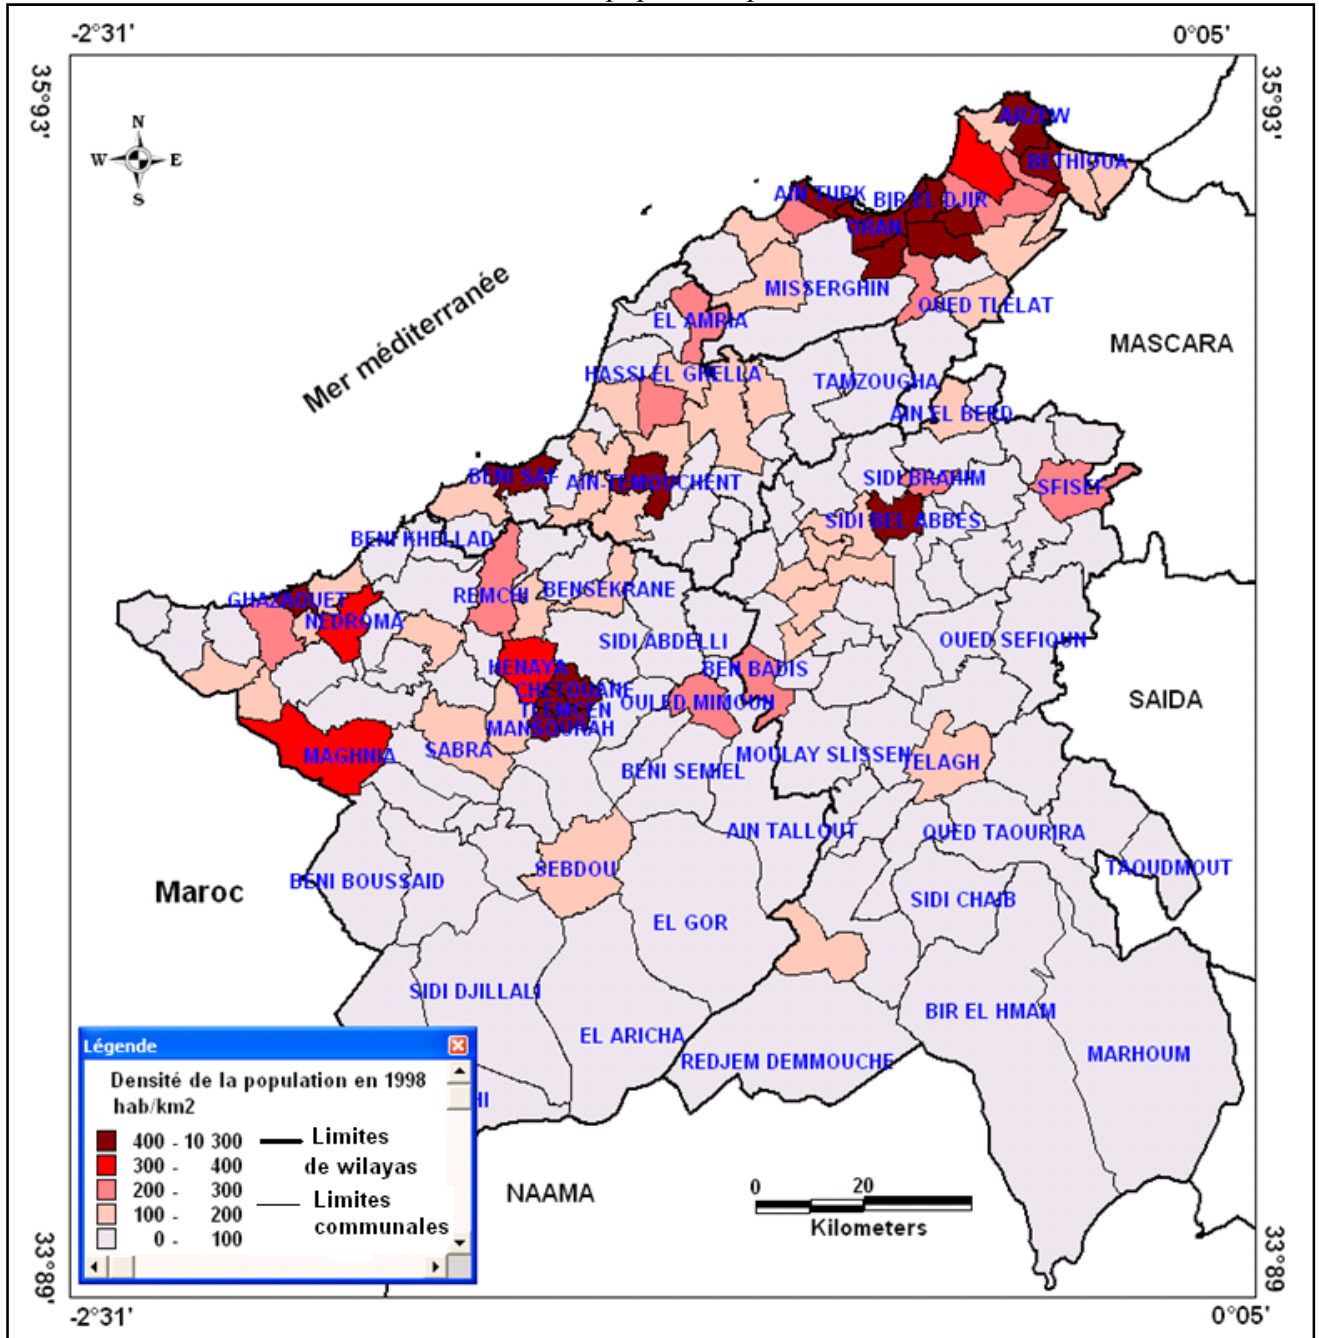 -2°31'
0°05'
35°93'
35°93'
N
W
E
S
ARZEW
BETHIOUA
AIN TURK
BIR EL DJIR
ORAN
MISSERGHIN
OUED TLELAT
EL AMRIA
MASCARA
Mer méditerranée
HASSI EL GHELLA
TAMZOUGHA
AIN EL BERD
BENI SAF
AIN-TEMOUCHENT
SIDI BRAHIM
SFISEF
SIDI BEL ABBES
BENI KHELLAD
GHAZAOUET
REMCHI
BENSEKRANE
NEDROMA
SIDI ABDELLI
OUED SEFIOUN
HENAYA
BEN BADIS
CHETOUANE
OULED MIMOUN
SAIDA
TLEMCEN
MANSOURAH
MAGHNIA
SABRA
MOULAY SLISSEN
TELAGH
BENI SEMIEL
AIN TALLOUT
OUED TAOURIRA
SEBDOU
TAOUDMOUT
BENI BOUSSAID
Maroc
SIDI CHAIB
EL GOR
SIDI DJILLALI
BIR EL HMAM
EL ARICHA
MARHOUM
REDJEM DEMMOUCHE
HI
Légende
Densité de la population en 1998
hab/km2
400 - 10 300
Limites
de wilayas
300 - 400
200 - 300
Limites
communales
100 - 200
0 - 100
NAAMA
0 20
Kilometers
33°89'
33°89
-2°31'
0°05'